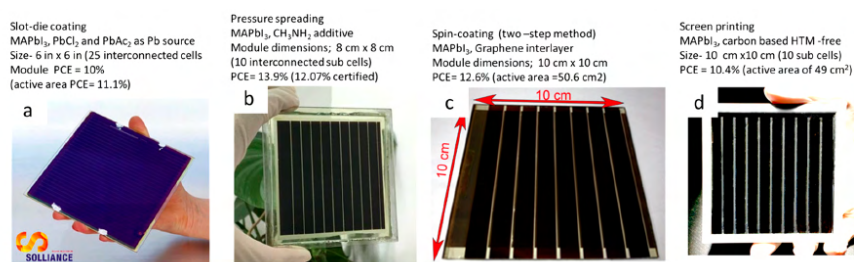 Slot-die coating
MAPbI3, PbCl2 and PbAc2 as Pb source
Size- 6 in x 6 in (25 interconnected cells
Module PCE = 10%
(active area PCE= 11.1%)
a
SOLLIANCE
Pressure spreading
MAPbI3, CH3NH2 additive
Module dimensions; 8 cm x 8 cm
(10 interconnected sub cells)
PCE= 13.9% (12.07% certified)
b
Spin-coating (two –step method)
MAPbI3, Graphene interlayer
Module dimensions; 10 cm x 10 cm
PCE= 12.6% (active area =50.6 cm2)
c
10 cm
10 cm
Screen printing
MAPbI3, carbon based HTM -free
Size- 10 cm x10 cm (10 sub cells)
PCE = 10.4% (active area of 49 cm2)
d